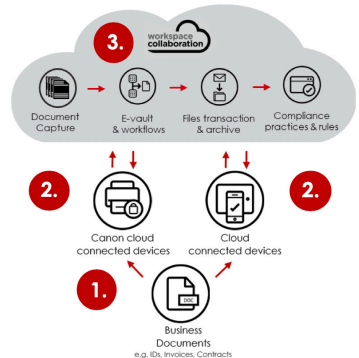 3.
workspace
collaboration
Document
Capture
E-vault
& workflows
Files transaction
& archive
Compliance
practices & rules
2.
2.
Canon cloud
connected devices
Cloud
connected devices
1.
DOC
Business
Documents
e.g. IDs, Invoices, Contracts